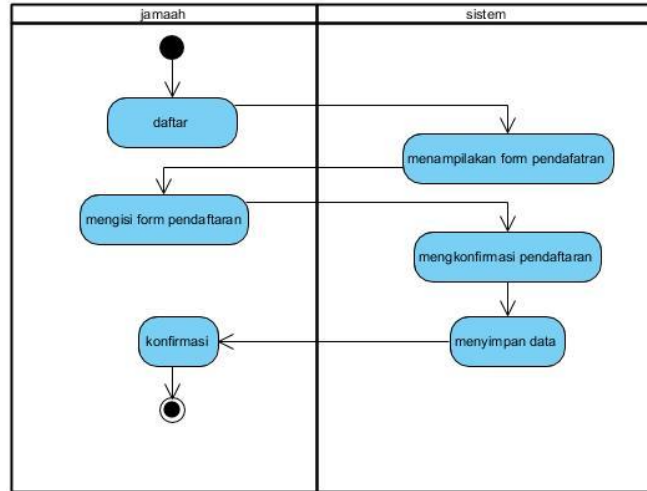 jamaah
sistem
daftar
menampilakan form pendafatran
mengisi form pendaftaran
mengkonfirmasi pendaftaran
konfirmasi
menyimpan data